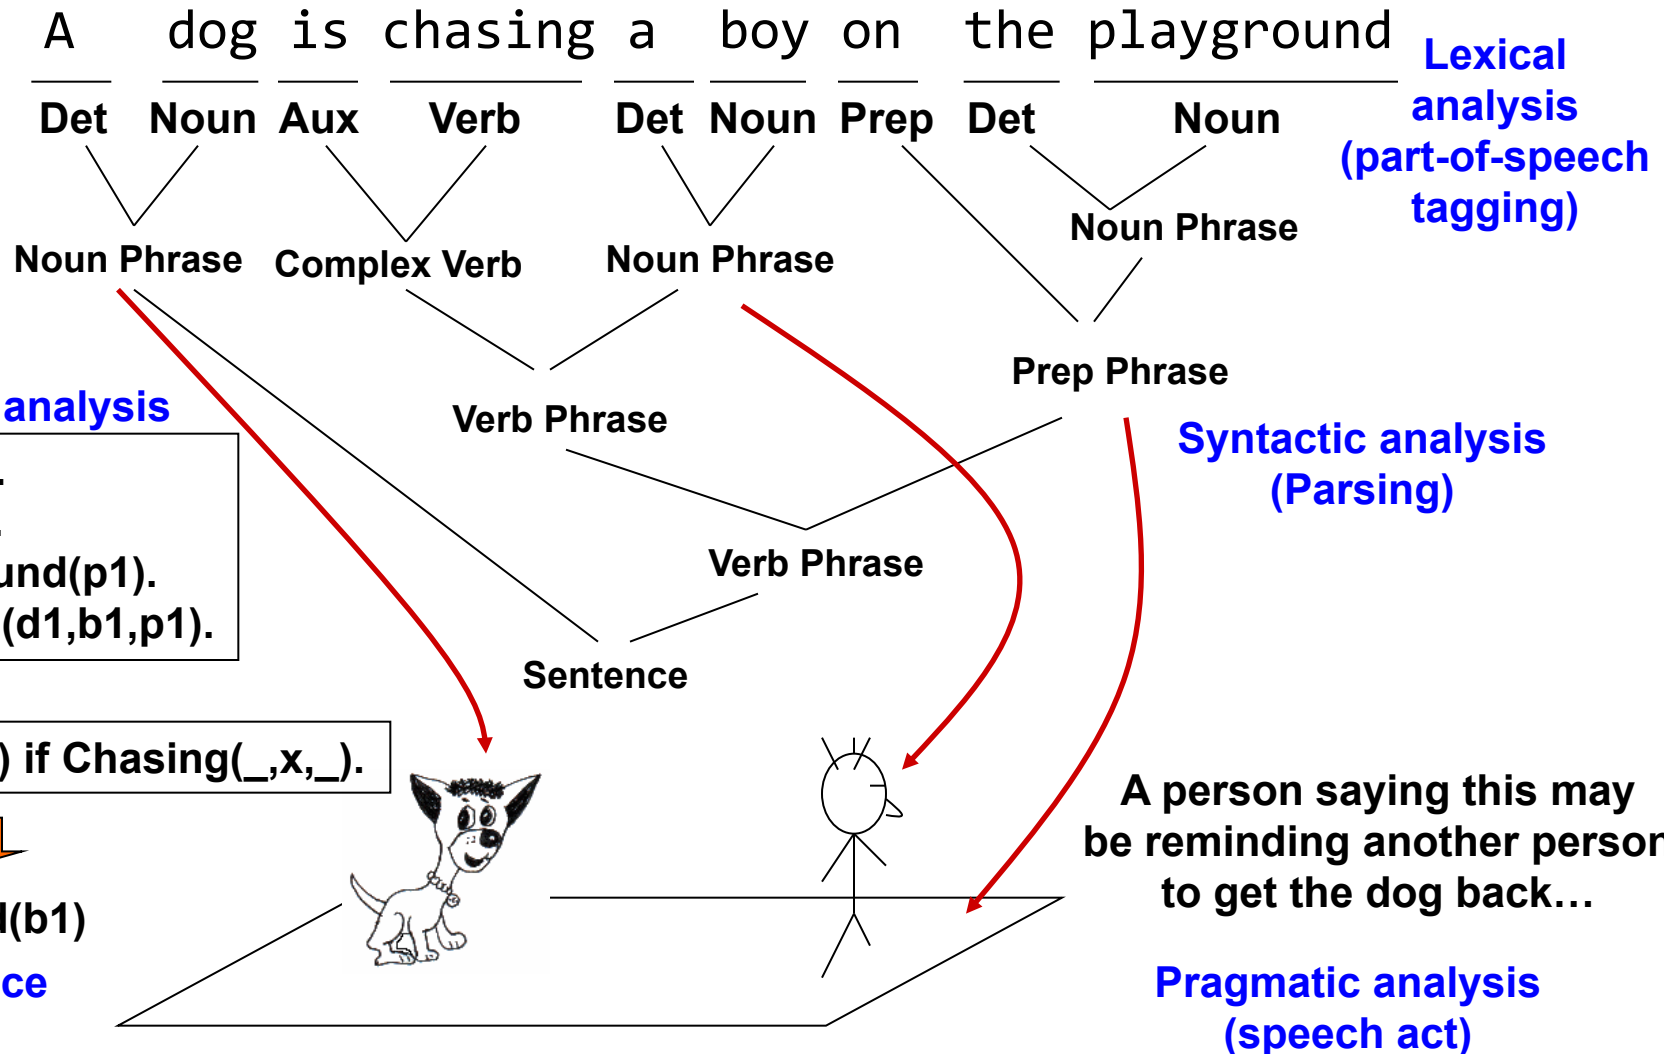 A dog is chasing a boy on the playground
Lexical
analysis
(part-of-speech
tagging)
Det Noun Aux Verb Det Noun Prep Det Noun
Noun Phrase
Noun Phrase Complex Verb Noun Phrase
Prep Phrase
analysis
Verb Phrase
Syntactic analysis
(Parsing)
.
.
und(p1).
(d1,b1,p1).
Verb Phrase
Sentence
) if Chasing(_,x,_).
A person saying this may
be reminding another person
to get the dog back…
d(b1)
ce
Pragmatic analysis
(speech act)